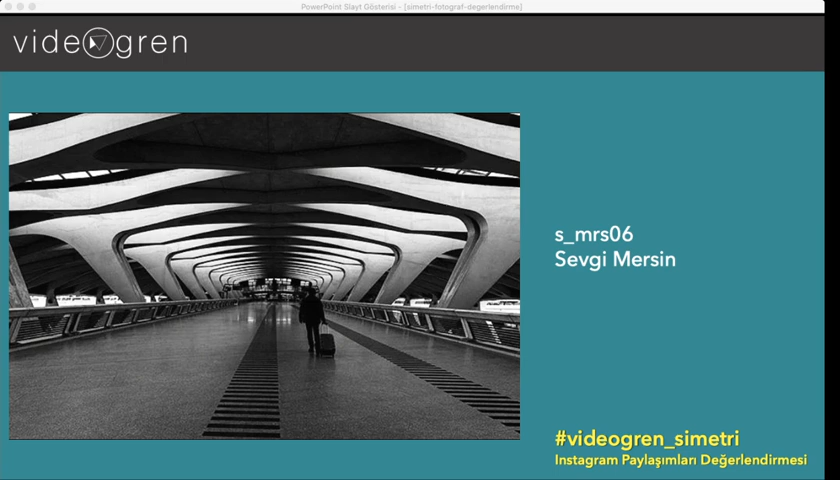 PowerPoint Slayt Gösterisi - [simetri-fotograf-degerlendirme]
videogren
s_mrs06
Sevgi Mersin
#videogren_simetri
Instagram Paylaşımları Değerlendirmesi